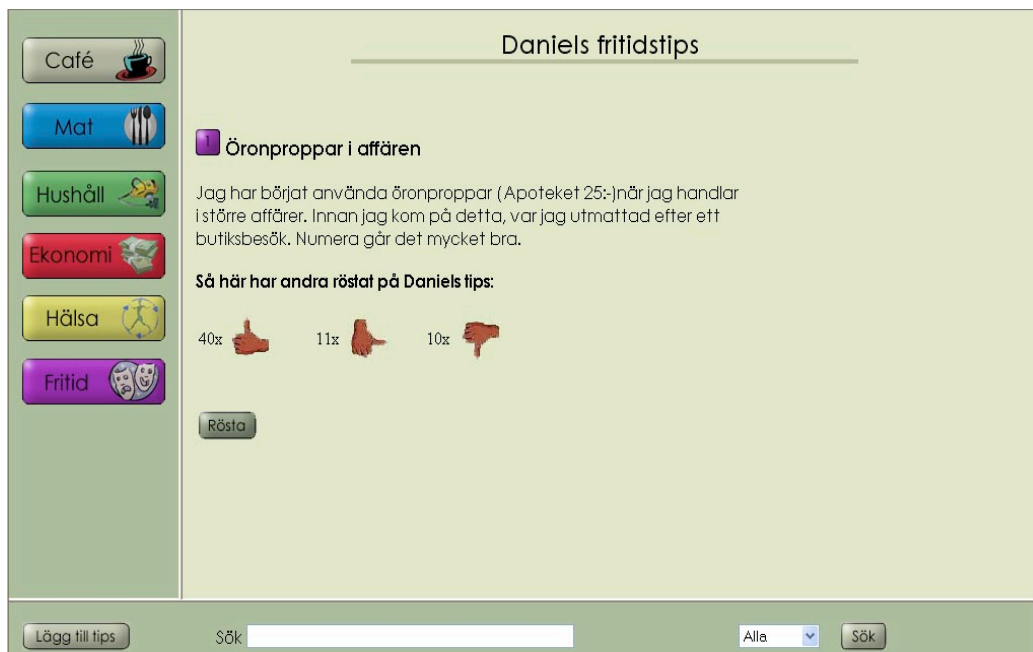 Café
Mat
Hushåll
Ekonomi
Hälsa
Fritid
Daniels fritidstips
1 Öronproppar i affären
Jag har börjat använda öronproppar (Apoteket 25:-)när jag handlar
i större affärer. Innan jag kom på detta, var jag utmattad efter ett
butiksbesök. Numera går det mycket bra.
Så här har andra röstat på Daniels tips:
40x 11x 10x
Rösta
Lägg till tips Sök Alla Sök